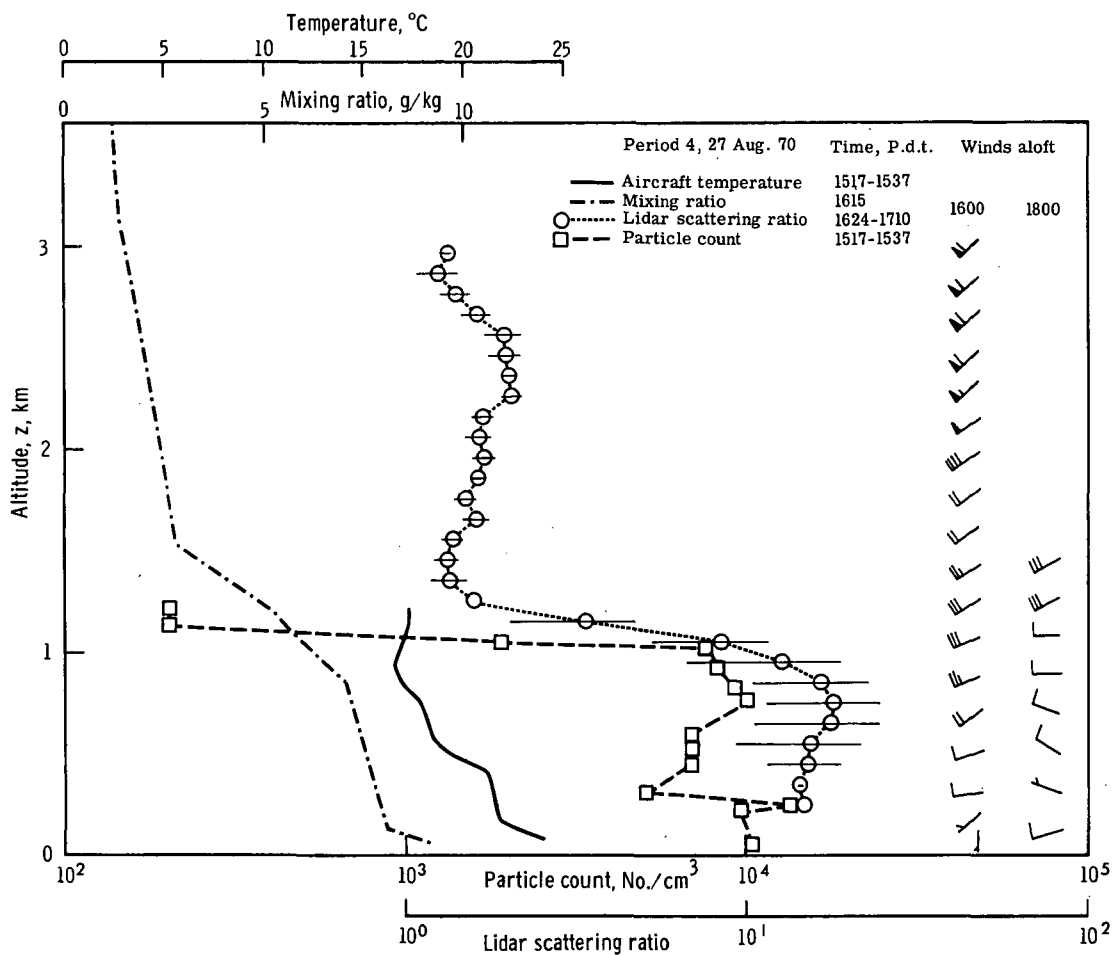 Temperature, °C
0 5 10 15 20 25
0 5 10
Mixing ratio, g/kg
Period 4, 27 Aug. 70 Time, P.d.t. Winds aloft
Aircraft temperature 1517-1537
Mixing ratio 1615
Lidar scattering ratio 1624-1710
Particle count 1517-1537
1600 1800
3
2
1
0
Altitude, z, km
10² 10³ 10⁴ 10⁵
Particle count, No./cm³
10⁰ 10¹ 10²
Lidar scattering ratio